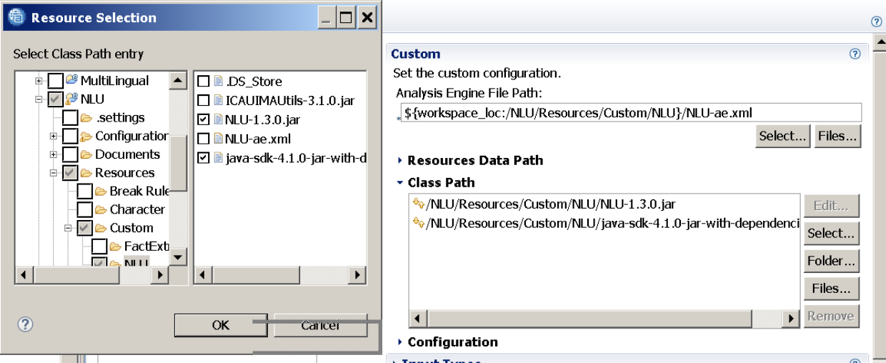 Resource Selection
Select Class Path entry
MultiLingual
NLU
.settings
Configuration
Documents
Resources
Break Rule
Character
Custom
FactExt
NLU
.DS_Store
ICAUIMAUtils-3.1.0.jar
NLU-1.3.0.jar
NLU-ae.xml
java-sdk-4.1.0-jar-with-d
OK
Cancel
Custom
Set the custom configuration.
Analysis Engine File Path:
${workspace_loc:/NLU/Resources/Custom/NLU}/NLU-ae.xml
Select... Files...
Resources Data Path
Class Path
/NLU/Resources/Custom/NLU/NLU-1.3.0.jar
/NLU/Resources/Custom/NLU/java-sdk-4.1.0-jar-with-dependenci
Edit...
Select...
Folder...
Files...
Remove
Configuration
Input Types